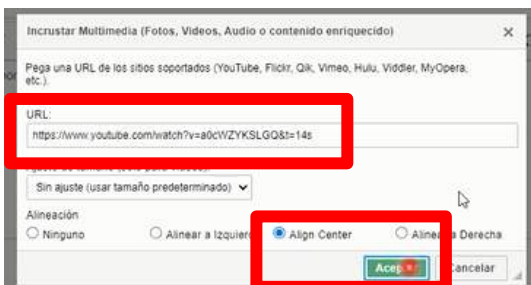 Incrustar Multimedia (Fotos, Videos, Audio o contenido enriquecido)
Pega una URL de los sitios soportados (YouTube, Flickr, Qik, Vimeo, Hulu, Viddler, MyOpera,
etc.).
URL:
https://www.youtube.com/watch?v=a0cWZYKSLGQ&t=14s
Sin ajuste (usar tamaño predeterminado)
Alineación
Ninguno Alinear a Izquier Align Center Alinea a Derecha
Cancelar